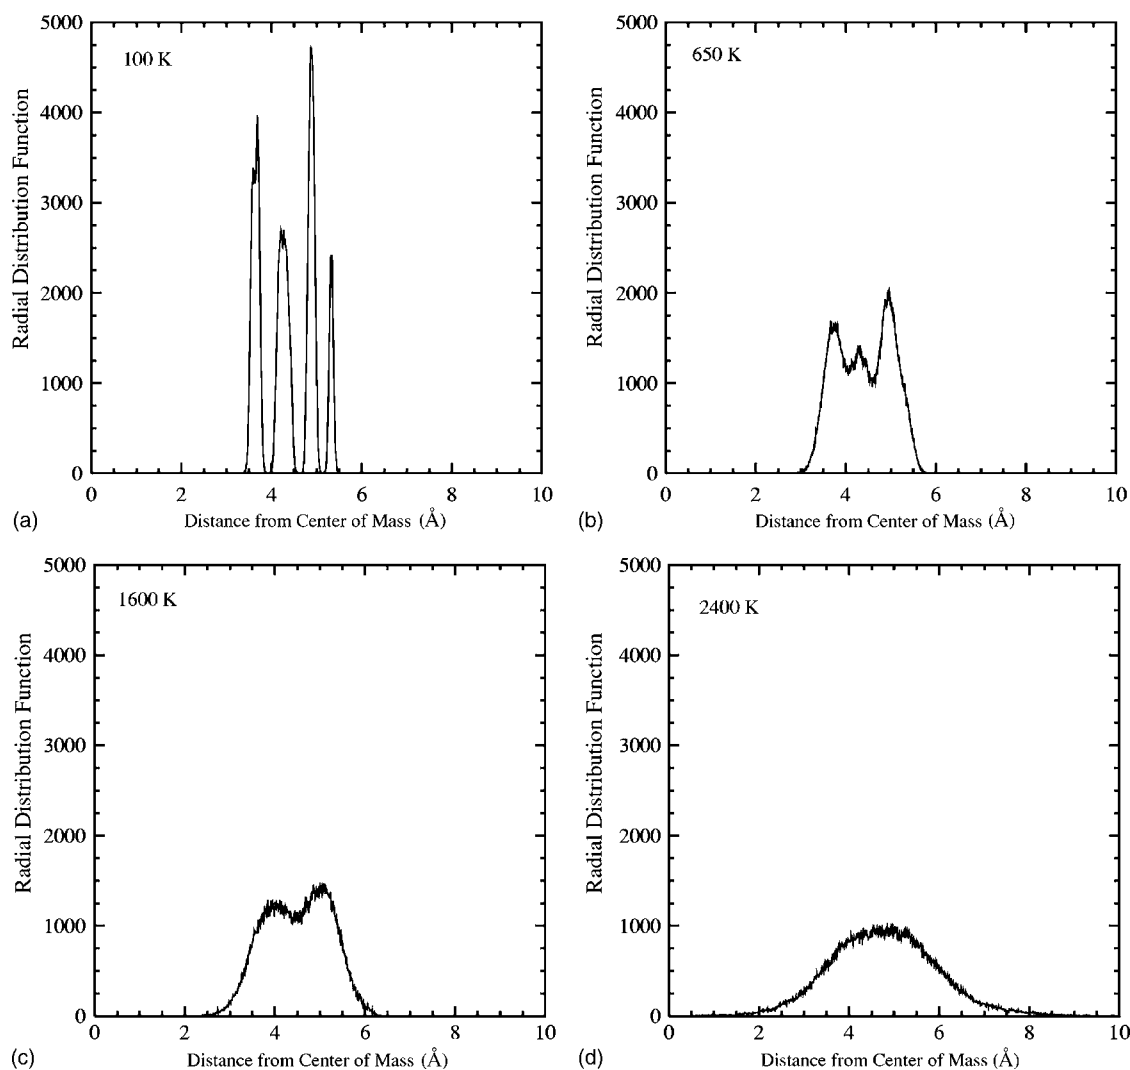 100 K
Radial Distribution Function
5000
4000
3000
2000
1000
0
0 2 4 6 8 10
Distance from Center of Mass (Å)
(a)
650 K
Radial Distribution Function
5000
4000
3000
2000
1000
0
0 2 4 6 8 10
Distance from Center of Mass (Å)
(b)
1600 K
Radial Distribution Function
5000
4000
3000
2000
1000
0
0 2 4 6 8 10
Distance from Center of Mass (Å)
(c)
2400 K
Radial Distribution Function
5000
4000
3000
2000
1000
0
0 2 4 6 8 10
Distance from Center of Mass (Å)
(d)